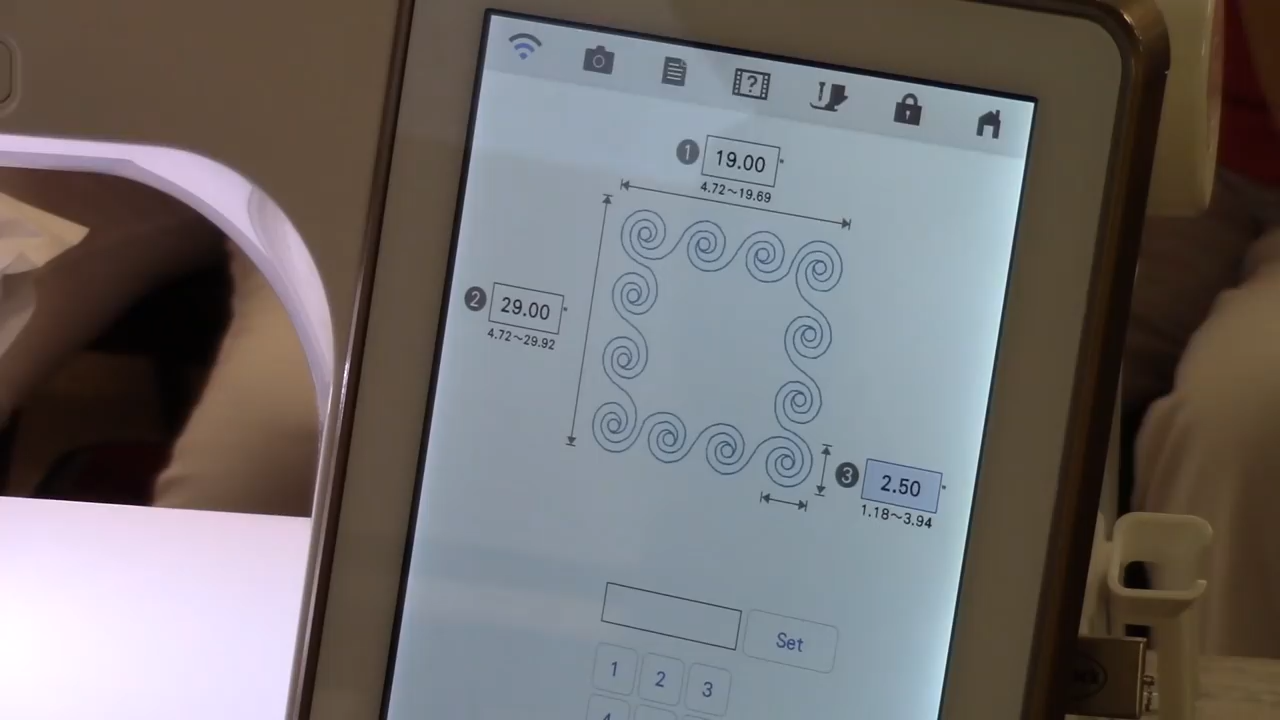 ?
1 19.00 "
4.72～19.69
2 29.00 "
4.72～29.92
3 2.50 "
1.18～3.94
Set
1 2 3